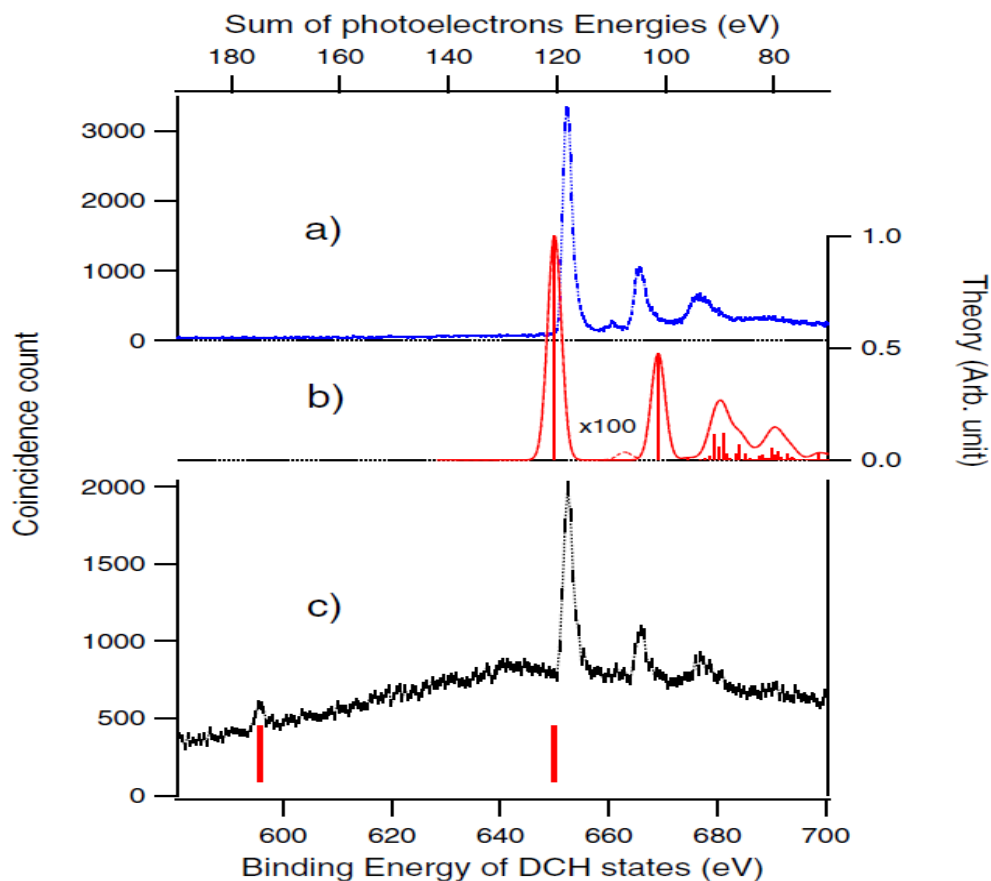 Sum of photoelectrons Energies (eV)
180 160 140 120 100 80
3000
2000
1000
0
a)
1.0
0.5
0.0
Theory (Arb. unit)
b)
x100
Coincidence count
2000
1500
1000
500
0
c)
600 620 640 660 680 700
Binding Energy of DCH states (eV)